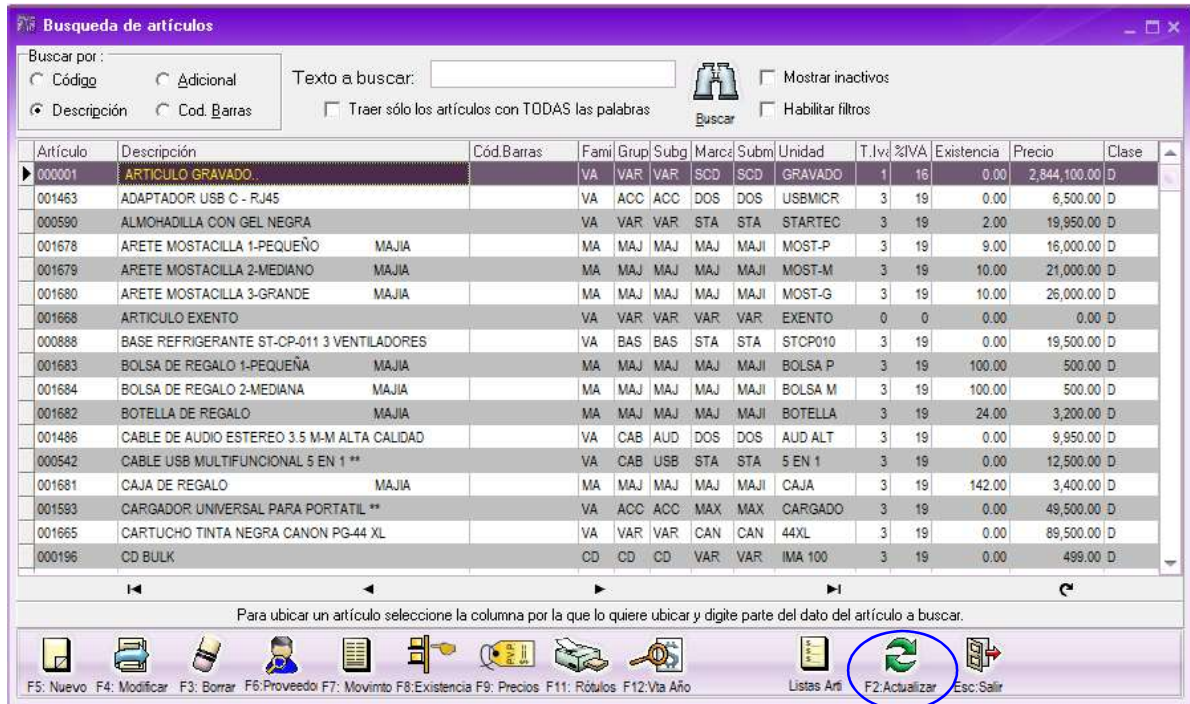 Busqueda de artículos
Buscar por :
Código Adicional Texto a buscar: Mostrar inactivos
Descripción Cod. Barras Traer sólo los artículos con TODAS las palabras Buscar Habilitar filtros
Artículo Descripción Cód.Barras Fami Grup Subg Marca Subm Unidad T.Iva %IVA Existencia Precio Clase
000001 ARTICULO GRAVADO.. VA VAR VAR SCD SCD GRAVADO 1 16 0.00 2,844,100.00 D
001463 ADAPTADOR USB C - RJ45 VA ACC ACC DOS DOS USBMICR 3 19 0.00 6,500.00 D
000590 ALMOHADILLA CON GEL NEGRA VA VAR VAR STA STA STARTEC 3 19 2.00 19,950.00 D
001678 ARETE MOSTACILLA 1-PEQUEÑO MAJIA MA MAJ MAJ MAJ MAJI MOST-P 3 19 9.00 16,000.00 D
001679 ARETE MOSTACILLA 2-MEDIANO MAJIA MA MAJ MAJ MAJ MAJI MOST-M 3 19 10.00 21,000.00 D
001680 ARETE MOSTACILLA 3-GRANDE MAJIA MA MAJ MAJ MAJ MAJI MOST-G 3 19 10.00 26,000.00 D
001668 ARTICULO EXENTO VA VAR VAR VAR VAR EXENTO 0 0 0.00 0.00 D
000888 BASE REFRIGERANTE ST-CP-011 3 VENTILADORES VA BAS BAS STA STA STCP010 3 19 0.00 19,500.00 D
001683 BOLSA DE REGALO 1-PEQUEÑA MAJIA MA MAJ MAJ MAJ MAJI BOLSA P 3 19 100.00 500.00 D
001684 BOLSA DE REGALO 2-MEDIANA MAJIA MA MAJ MAJ MAJ MAJI BOLSA M 3 19 100.00 500.00 D
001682 BOTELLA DE REGALO MAJIA MA MAJ MAJ MAJ MAJI BOTELLA 3 19 24.00 3,200.00 D
001486 CABLE DE AUDIO ESTEREO 3.5 M-M ALTA CALIDAD VA CAB AUD DOS DOS AUD ALT 3 19 0.00 9,950.00 D
000542 CABLE USB MULTIFUNCIONAL 5 EN 1 ** VA CAB USB STA STA 5 EN 1 3 19 0.00 12,500.00 D
001681 CAJA DE REGALO MAJIA MA MAJ MAJ MAJ MAJI CAJA 3 19 142.00 3,400.00 D
001593 CARGADOR UNIVERSAL PARA PORTATIL ** VA ACC ACC MAX MAX CARGADO 3 19 0.00 49,500.00 D
001665 CARTUCHO TINTA NEGRA CANON PG-44 XL VA VAR VAR CAN CAN 44XL 3 19 0.00 89,500.00 D
000196 CD BULK CD CD CD VAR VAR IMA 100 3 19 0.00 499.00 D
Para ubicar un artículo seleccione la columna por la que lo quiere ubicar y digite parte del dato del artículo a buscar.
F5: Nuevo F4: Modificar F3: Borrar F6:Proveedo F7: Movimto F8:Existencia F9: Precios F11: Rótulos F12:Vta Año Listas Arti F2:Actualizar Esc:Salir